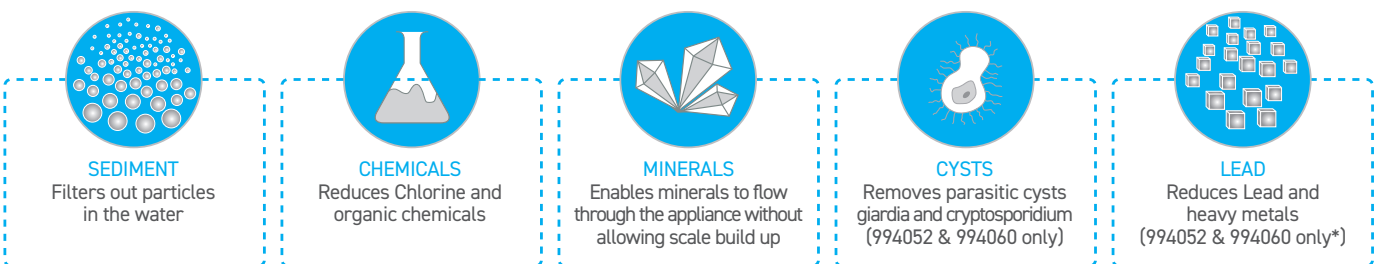 SEDIMENT
Filters out particles
in the water
CHEMICALS
Reduces Chlorine and
organic chemicals
MINERALS
Enables minerals to flow
through the appliance without
allowing scale build up
CYSTS
Removes parasitic cysts
giardia and cryptosporidium
(994052 & 994060 only)
LEAD
Reduces Lead and
heavy metals
(994052 & 994060 only*)